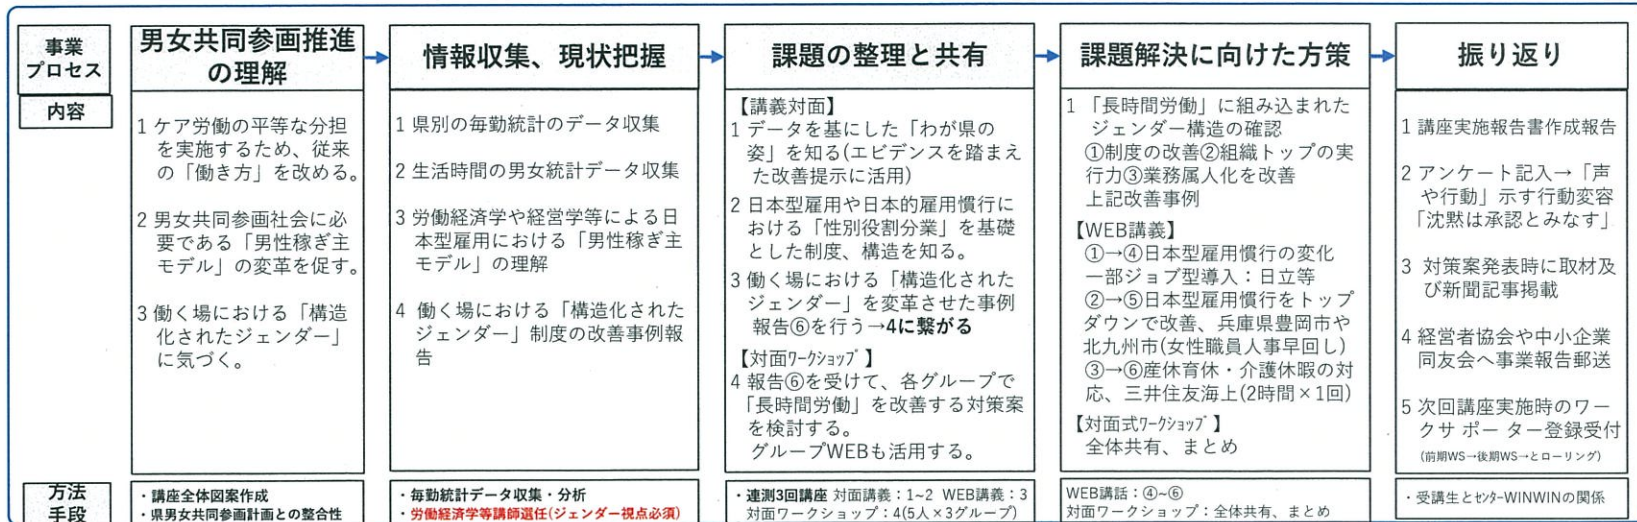 事業
プロセス
男女共同参画推進
の理解
情報収集、現状把握
課題の整理と共有
課題解決に向けた方策
振り返り
内容
1 ケア労働の平等な分担
を実施するため、従来
の「働き方」を改める。
2 男女共同参画社会に必
要である「男性稼ぎ主
モデル」の変革を促す。
3 働く場における「構造
化されたジェンダー」
に気づく。
1 県別の毎勤統計のデータ収集
2 生活時間の男女統計データ収集
3 労働経済学や経営学等による日
本型雇用における「男性稼ぎ主
モデル」の理解
4 働く場における「構造化された
ジェンダー」制度の改善事例報
告
【講義対面】
1 データを基にした「わが県の
姿」を知る(エビデンスを踏まえ
た改善提示に活用)
2 日本型雇用や日本的雇用慣行に
おける「性別役割分業」を基礎
とした制度、構造を知る。
3 働く場における「構造化された
ジェンダー」を変革させた事例
報告⑥を行う→4に繋がる
【対面ワークショップ】
4 報告⑥を受けて、各グループで
「長時間労働」を改善する対策案
を検討する。
グループWEBも活用する。
1 「長時間労働」に組み込まれた
ジェンダー構造の確認
①制度の改善②組織トップの実
行力③業務属人化を改善
上記改善事例
【WEB講義】
①→④日本型雇用慣行の変化
一部ジョブ型導入：日立等
②→⑤日本型雇用慣行をトップ
ダウンで改善、兵庫県豊岡市や
北九州市(女性職員人事早回し)
③→⑥産休育休・介護休暇の対
応、三井住友海上(2時間×1回)
【対面式ワークショップ】
全体共有、まとめ
1 講座実施報告書作成報告
2 アンケート記入→「声
や行動」示す行動変容
「沈黙は承認とみなす」
3 対策案発表時に取材及
び新聞記事掲載
4 経営者協会や中小企業
同友会へ事業報告郵送
5 次回講座実施時のワー
クサ ポー ター登録受付
(前期WS→後期WS→とローリング)
方法
手段
・講座全体図案作成
・県男女共同参画計画との整合性
・毎勤統計データ収集・分析
・労働経済学等講師選任(ジェンダー視点必須)
・連測3回講座 対面講義：1~2 WEB講義：3
対面ワークショップ：4(5人×3グループ)
WEB講話：④~⑥
対面ワークショップ：全体共有、まとめ
・受講生とセンターWINWINの関係